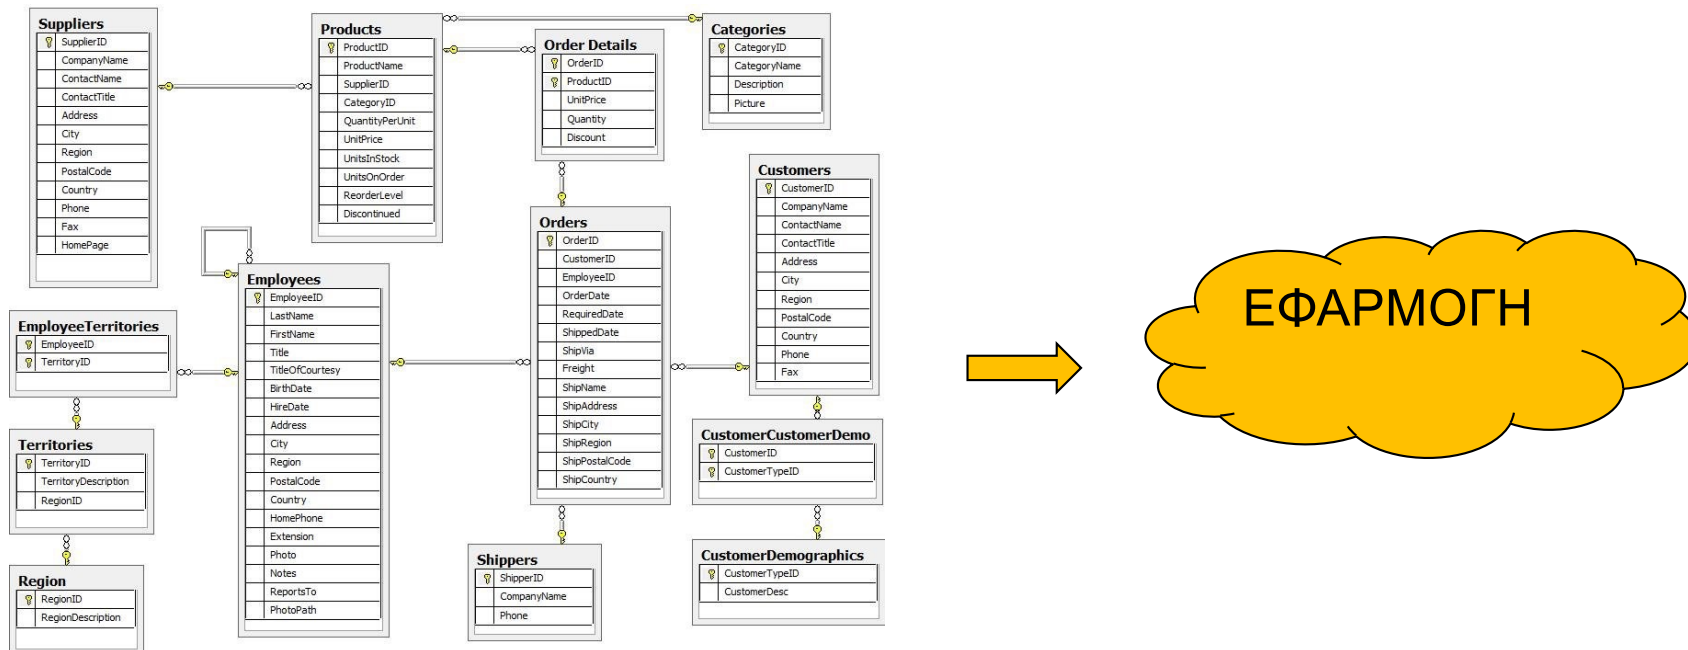 Suppliers
SupplierID
CompanyName
ContactName
ContactTitle
Address
City
Region
PostalCode
Country
Phone
Fax
HomePage
Products
ProductID
ProductName
SupplierID
CategoryID
QuantityPerUnit
UnitPrice
UnitsInStock
UnitsOnOrder
ReorderLevel
Discontinued
Order Details
OrderID
ProductID
UnitPrice
Quantity
Discount
Categories
CategoryID
CategoryName
Description
Picture
Customers
CustomerID
CompanyName
ContactName
ContactTitle
Address
City
Region
PostalCode
Country
Phone
Fax
Orders
OrderID
CustomerID
EmployeeID
OrderDate
RequiredDate
ShippedDate
ShipVia
Freight
ShipName
ShipAddress
ShipCity
ShipRegion
ShipPostalCode
ShipCountry
Employees
EmployeeID
LastName
FirstName
Title
TitleOfCourtesy
BirthDate
HireDate
Address
City
Region
PostalCode
Country
HomePhone
Extension
Photo
Notes
ReportsTo
PhotoPath
EmployeeTerritories
EmployeeID
TerritoryID
Territories
TerritoryID
TerritoryDescription
RegionID
Region
RegionID
RegionDescription
Shippers
ShipperID
CompanyName
Phone
CustomerCustomerDemo
CustomerID
CustomerTypeID
CustomerDemographics
CustomerTypeID
CustomerDesc
ΕΦΑΡΜΟΓΗ